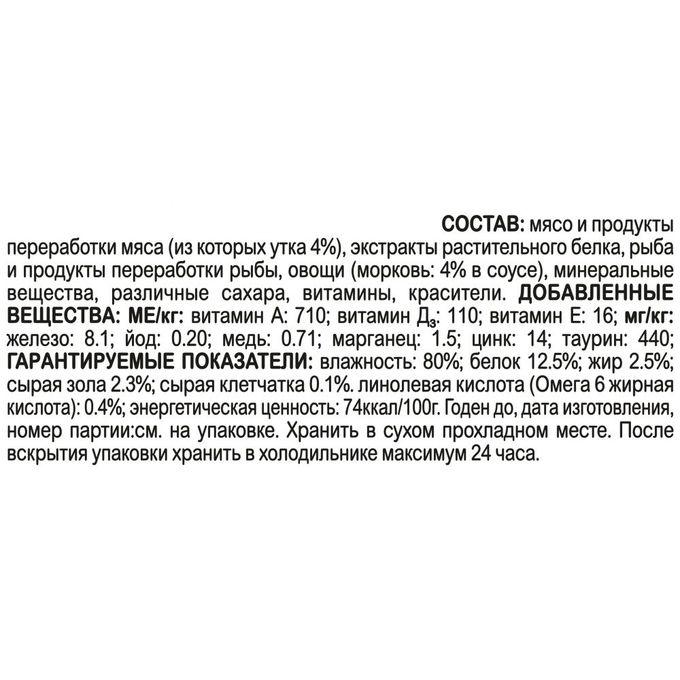 СОСТАВ: мясо и продукты
переработки мяса (из которых утка 4%), экстракты растительного белка, рыба
и продукты переработки рыбы, овощи (морковь: 4% в соусе), минеральные
вещества, различные сахара, витамины, красители. ДОБАВЛЕННЫЕ
ВЕЩЕСТВА: МЕ/кг: витамин А: 710; витамин Д₃: 110; витамин Е: 16; мг/кг:
железо: 8.1; йод: 0.20; медь: 0.71; марганец: 1.5; цинк: 14; таурин: 440;
ГАРАНТИРУЕМЫЕ ПОКАЗАТЕЛИ: влажность: 80%; белок 12.5%; жир 2.5%;
сырая зола 2.3%; сырая клетчатка 0.1%. линолевая кислота (Омега 6 жирная
кислота): 0.4%; энергетическая ценность: 74ккал/100г. Годен до, дата изготовления,
номер партии:см. на упаковке. Хранить в сухом прохладном месте. После
вскрытия упаковки хранить в холодильнике максимум 24 часа.